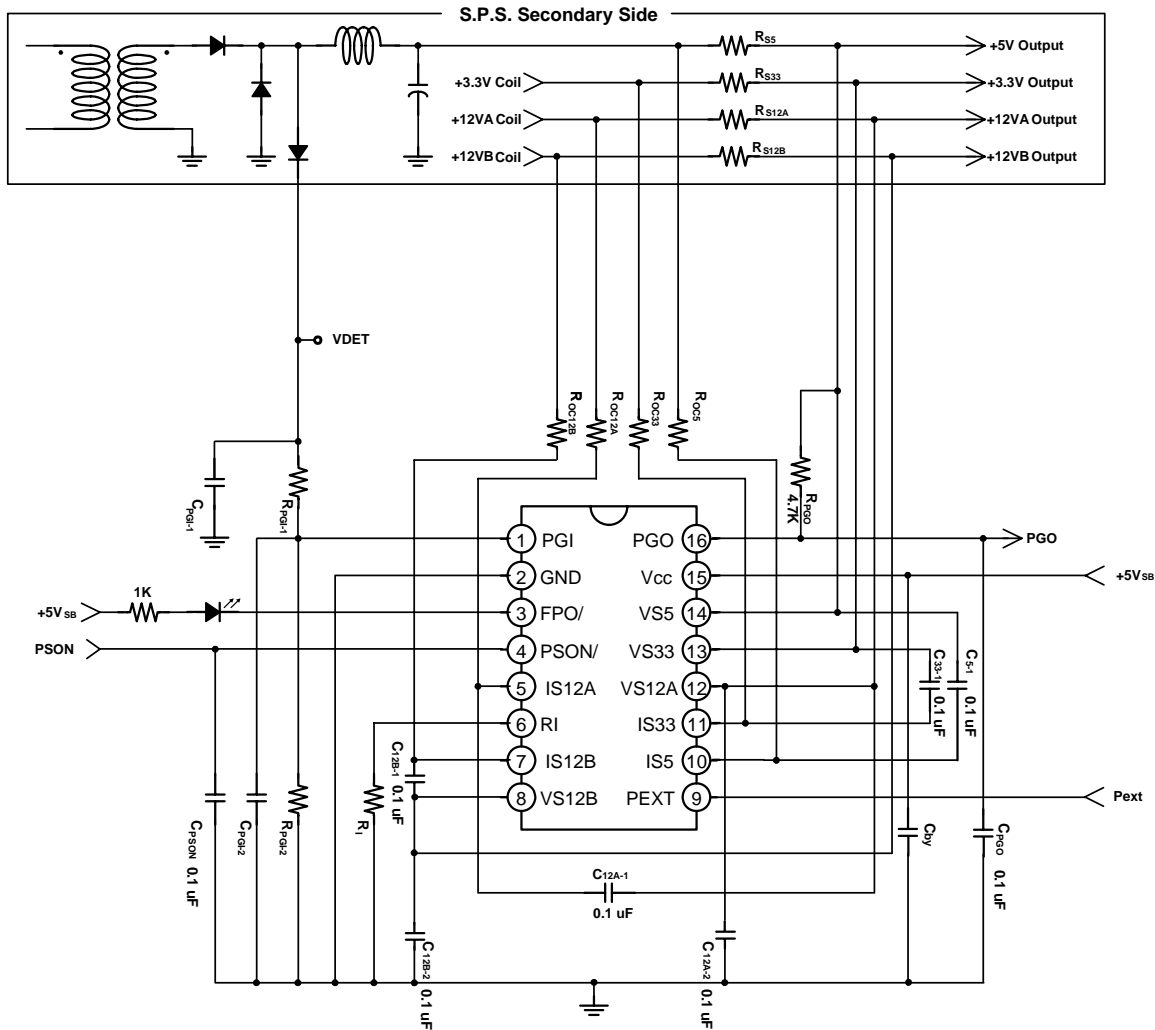 S.P.S. Secondary Side
RS5
+5V Output
+3.3V Coil
RS33
+3.3V Output
+12VA Coil
RS12A
+12VA Output
+12VB Coil
RS12B
+12VB Output
VDET
ROC12B
ROC12A
ROC33
ROC5
CPGI-1
RPGI-1
RPGO
4.7K
1 PGI
PGO 16
PGO
2 GND
Vcc 15
+5VSB
1K
+5VSB
3 FPO/
VS5 14
PSON
4 PSON/
VS33 13
5 IS12A
VS12A 12
C33-1
0.1 uF
C5-1
0.1 uF
6 RI
IS33 11
7 IS12B
IS5 10
8 VS12B
PEXT 9
Pext
C12B-1
0.1 uF
CPSON 0.1 uF
CPGI-2
RPGI-2
RI
Cby
CPGO
0.1 uF
C12A-1
0.1 uF
C12B-2
0.1 uF
C12A-2
0.1 uF